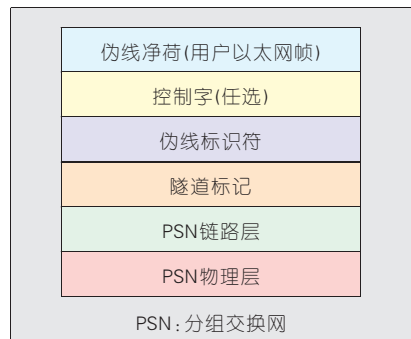 伪线净荷(用户以太网帧)
控制字(任选)
伪线标识符
隧道标记
PSN链路层
PSN物理层
PSN:分组交换网